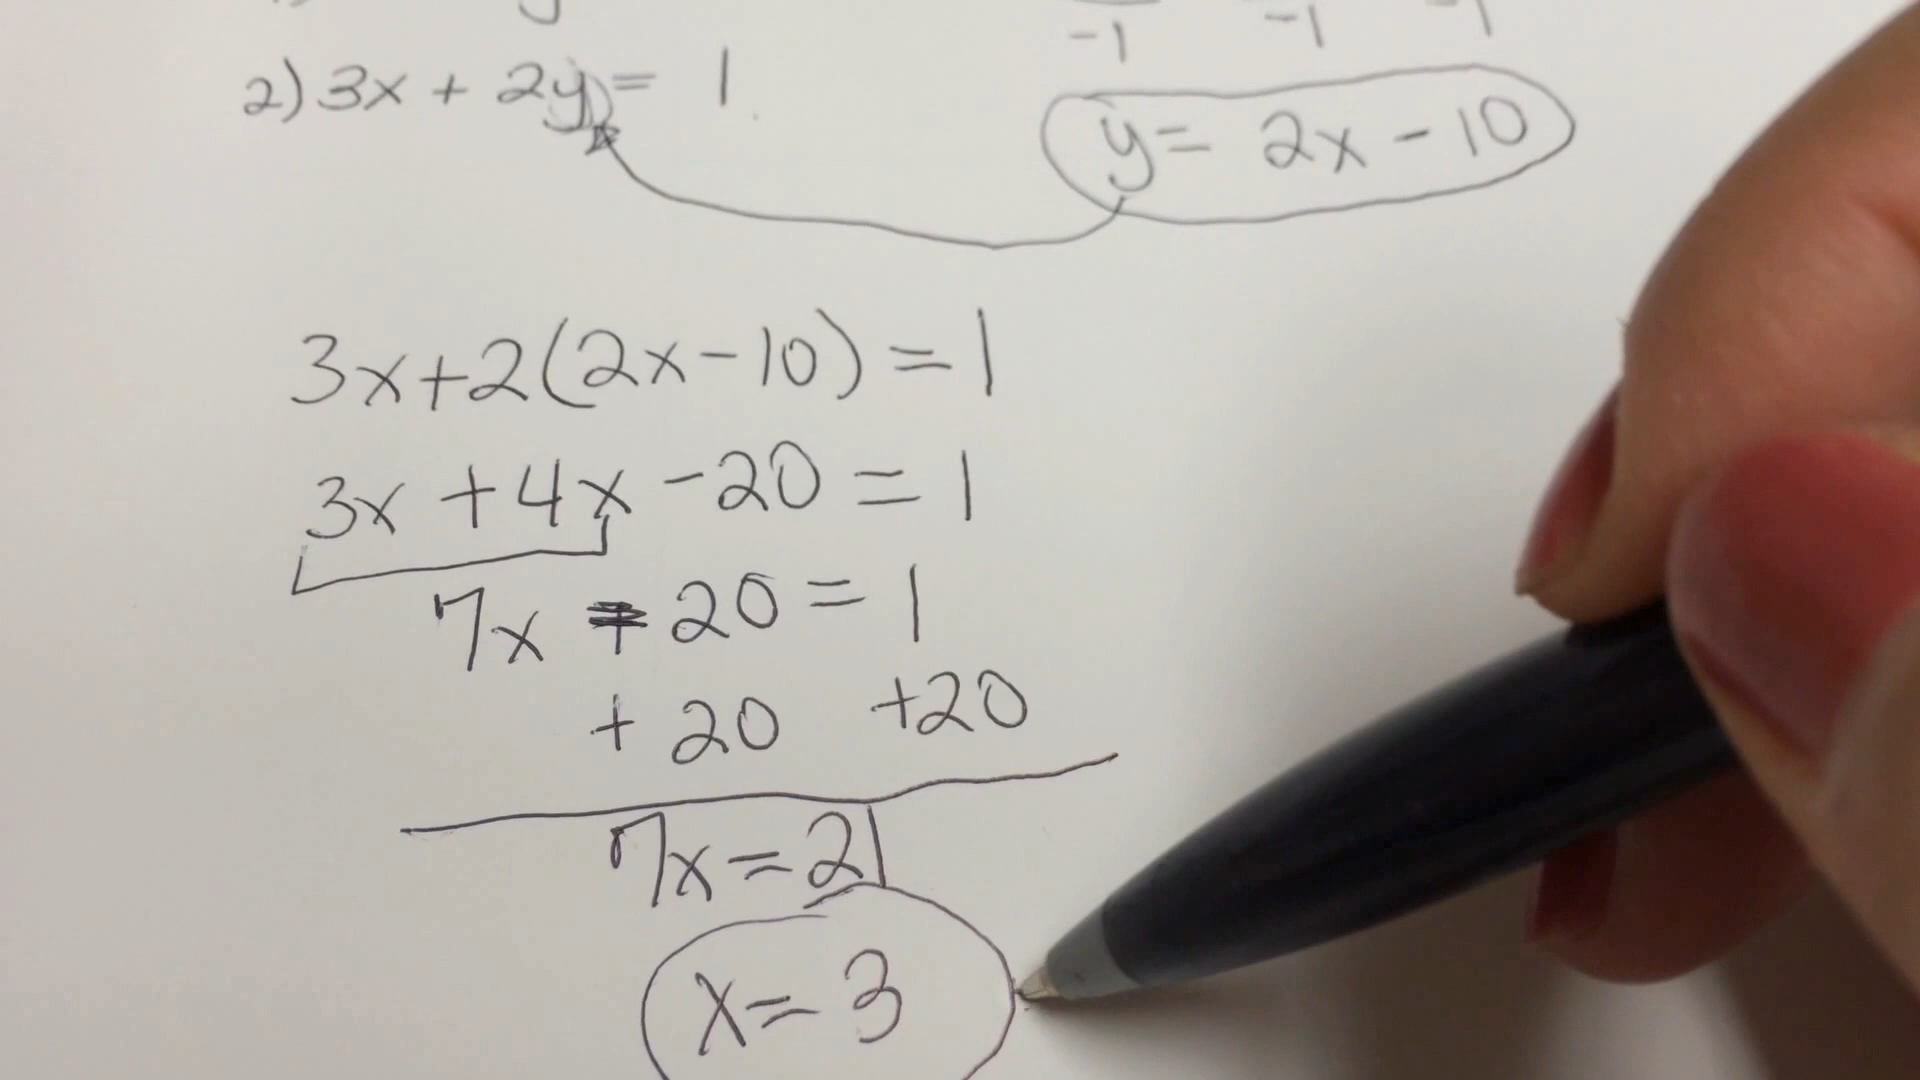 -1 -1 -1
2) 3x + 2y = 1
y = 2x - 10
3x + 2(2x - 10) = 1
3x + 4x - 20 = 1
7x - 20 = 1
+ 20 +20
7x = 21
x = 3